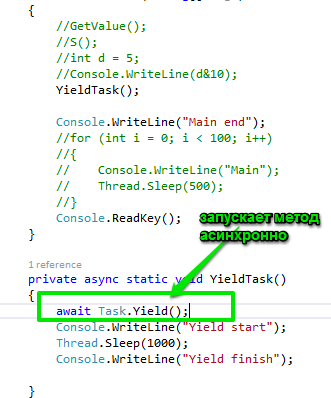 {
//GetValue();
//S();
//int d = 5;
//Console.WriteLine(d&10);
YieldTask();
Console.WriteLine("Main end");
//for (int i = 0; i < 100; i++)
//{
//    Console.WriteLine("Main");
//    Thread.Sleep(500);
//}
Console.ReadKey();
запускает метод
асинхронно
}
1 reference
private async static void YieldTask()
{
await Task.Yield();
Console.WriteLine("Yield start");
Thread.Sleep(1000);
Console.WriteLine("Yield finish");
}